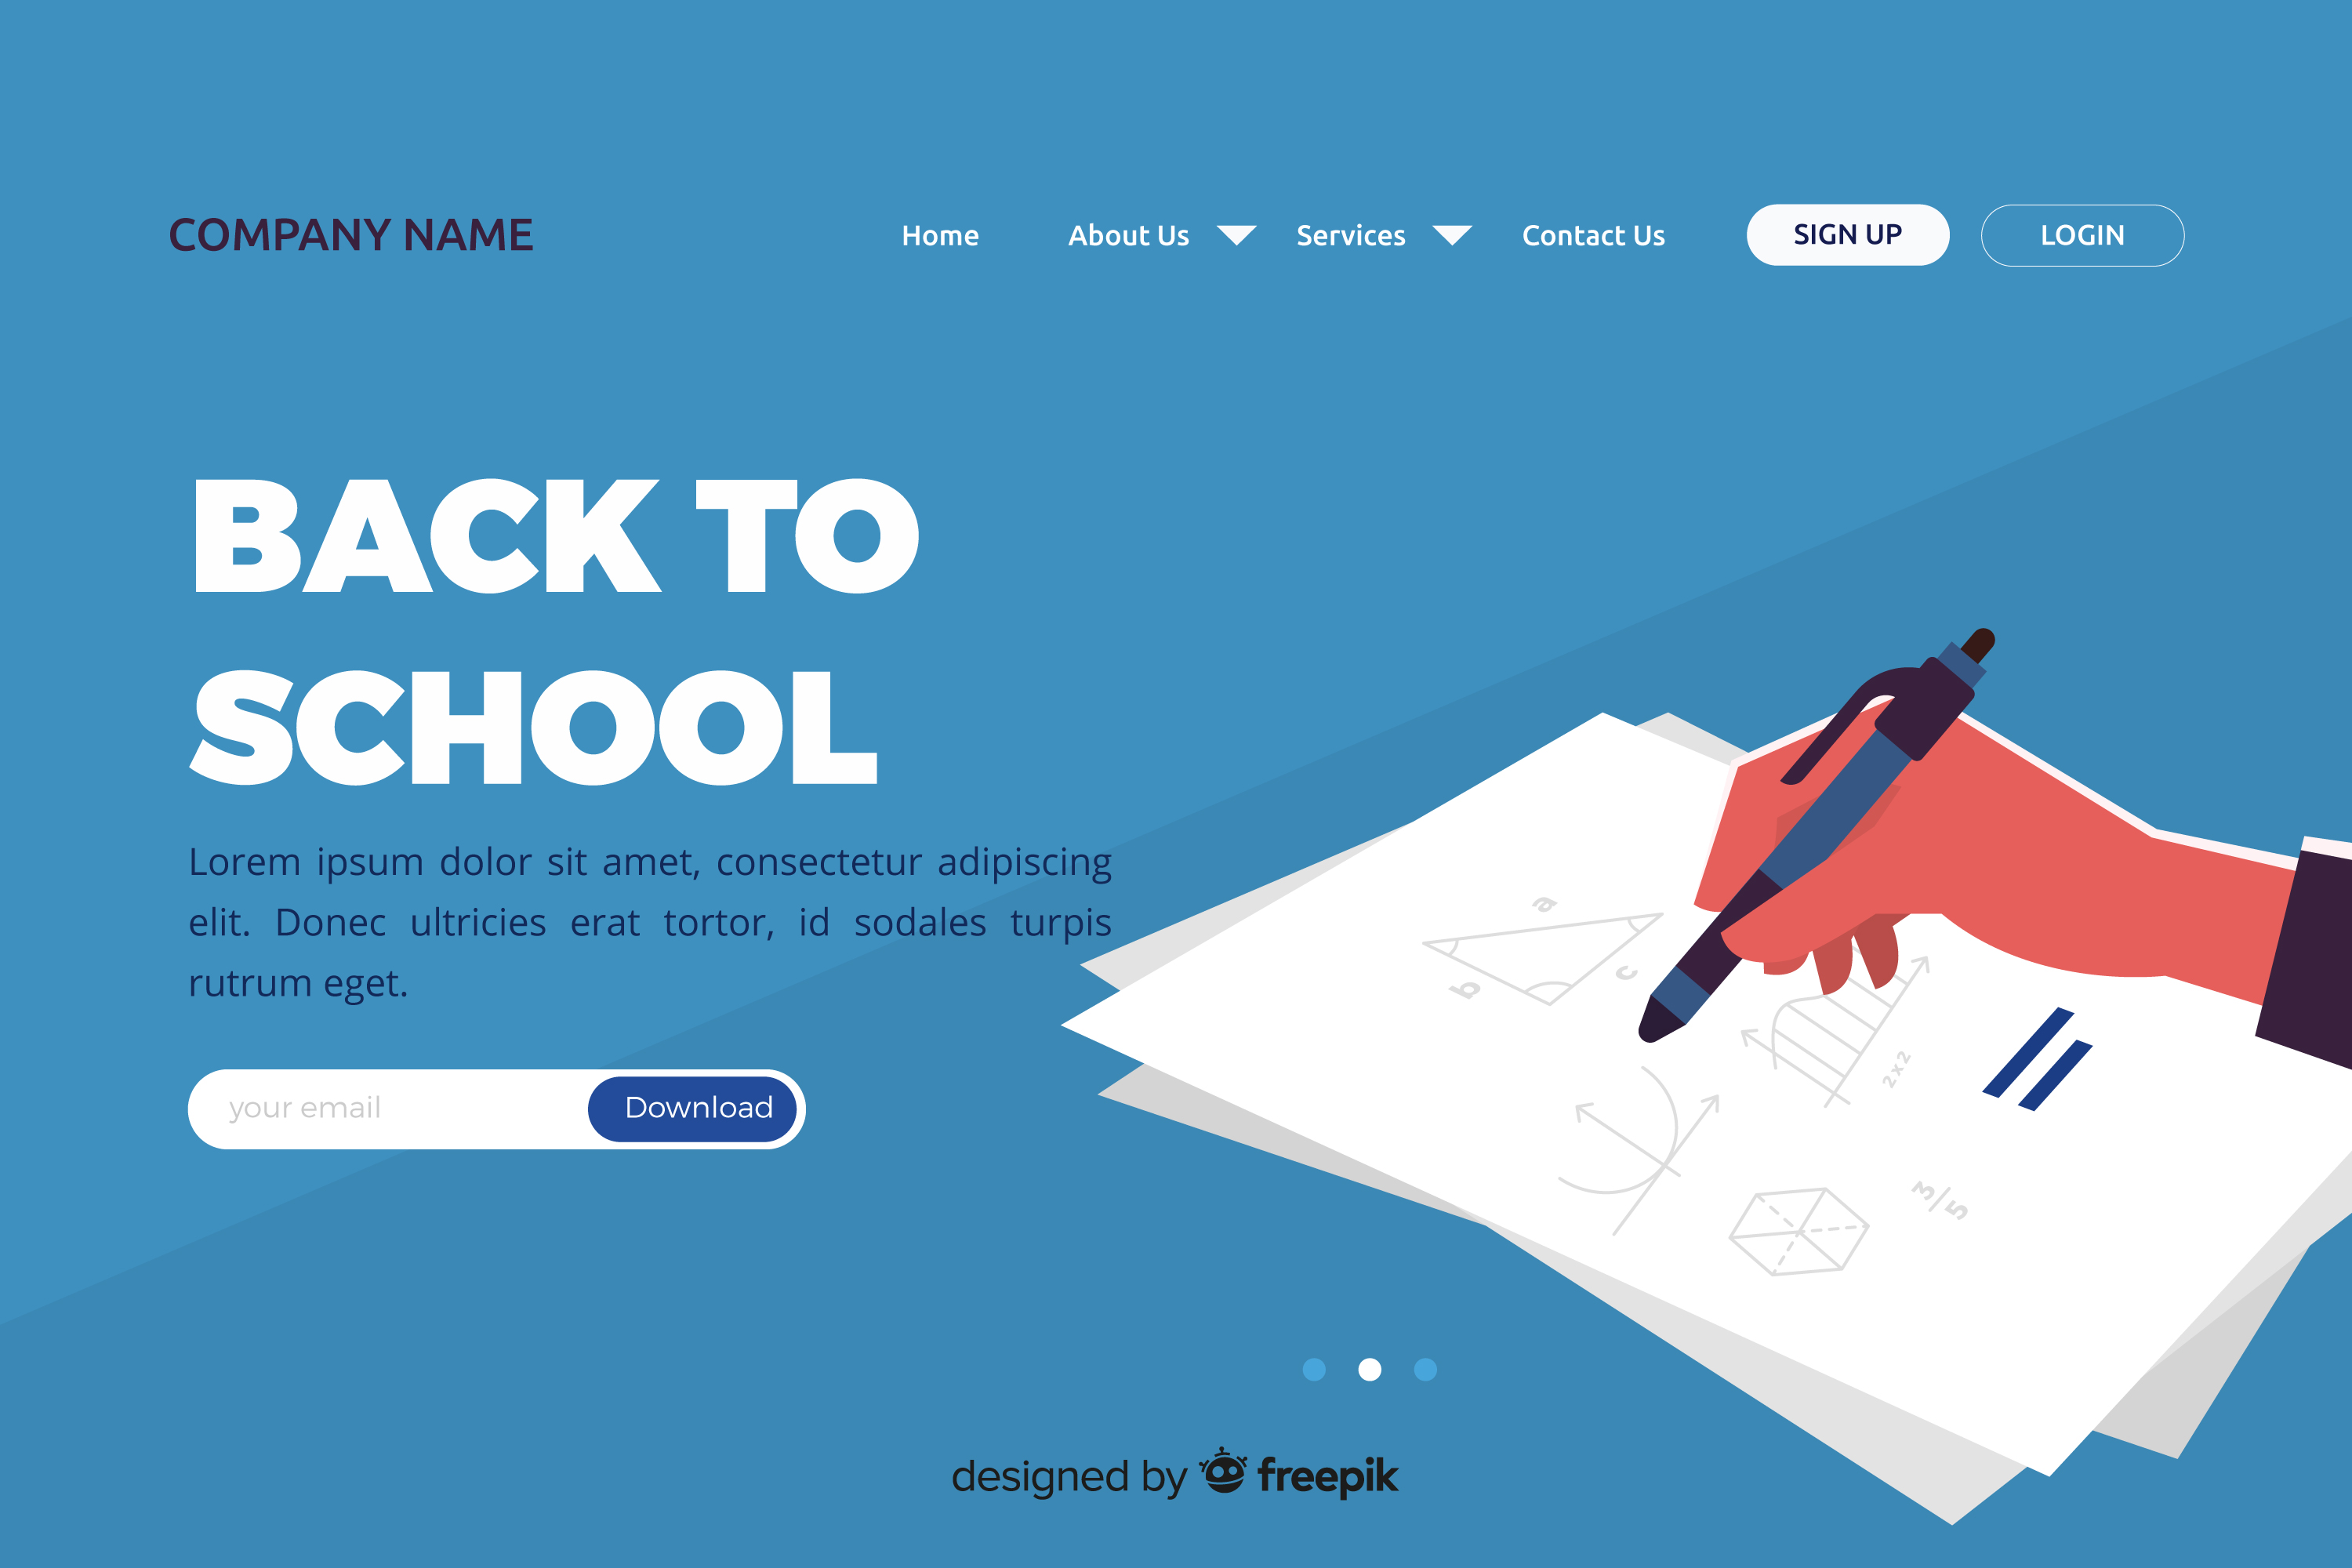 COMPANY NAME
Home About Us Services Contact Us SIGN UP LOGIN
BACK TO
SCHOOL
Lorem ipsum dolor sit amet, consectetur adipiscing
elit. Donec ultricies erat tortor, id sodales turpis
rutrum eget.
your email Download
a
b
c
2x2
3/5
designed by freepik